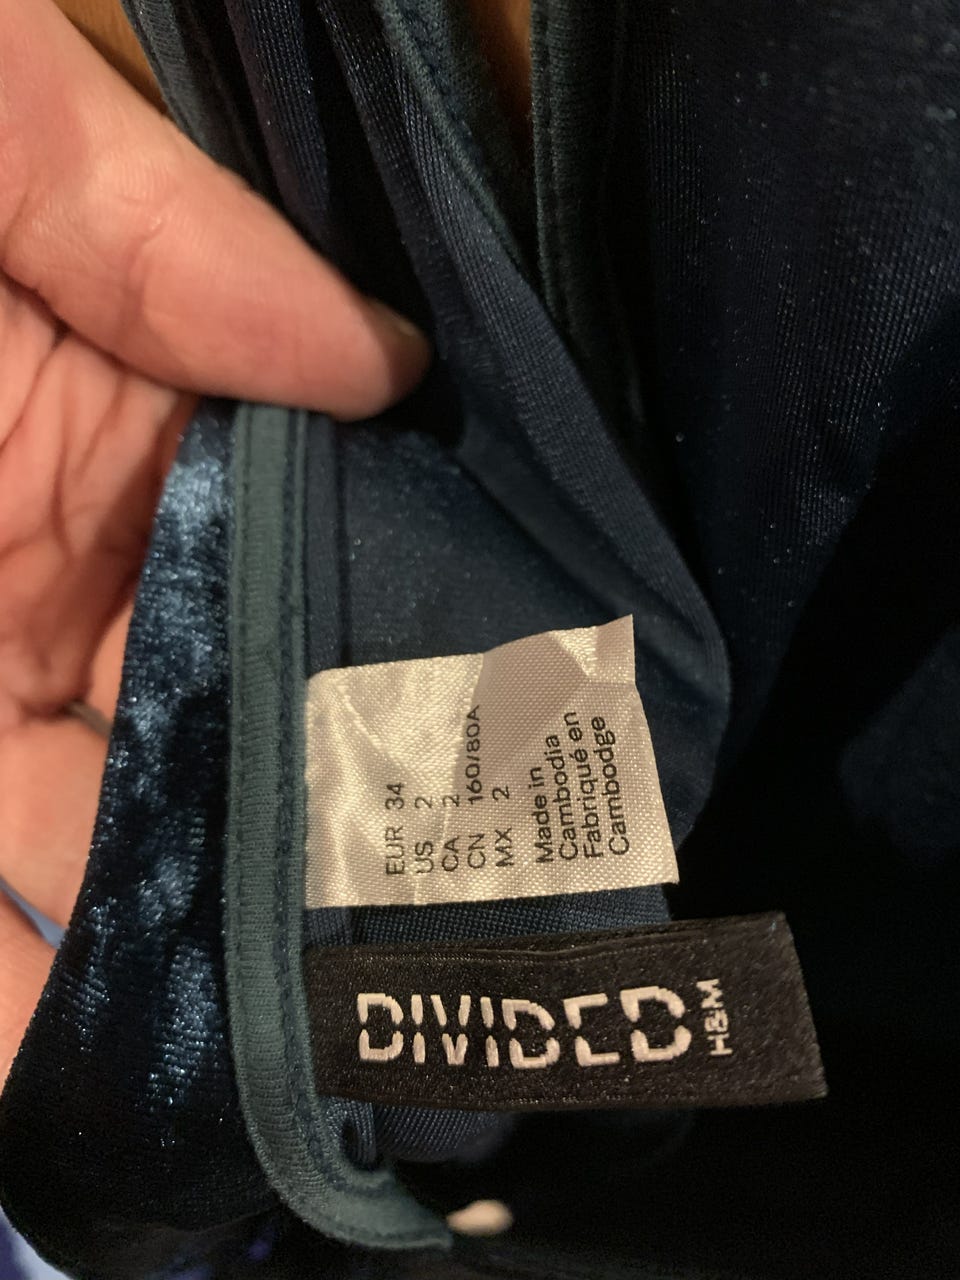 EUR 34
US 2
CA 2
CN 160/80A
MX 2
Made in
Cambodia
Fabriqué en
Cambodge
DIVIDED
H&M